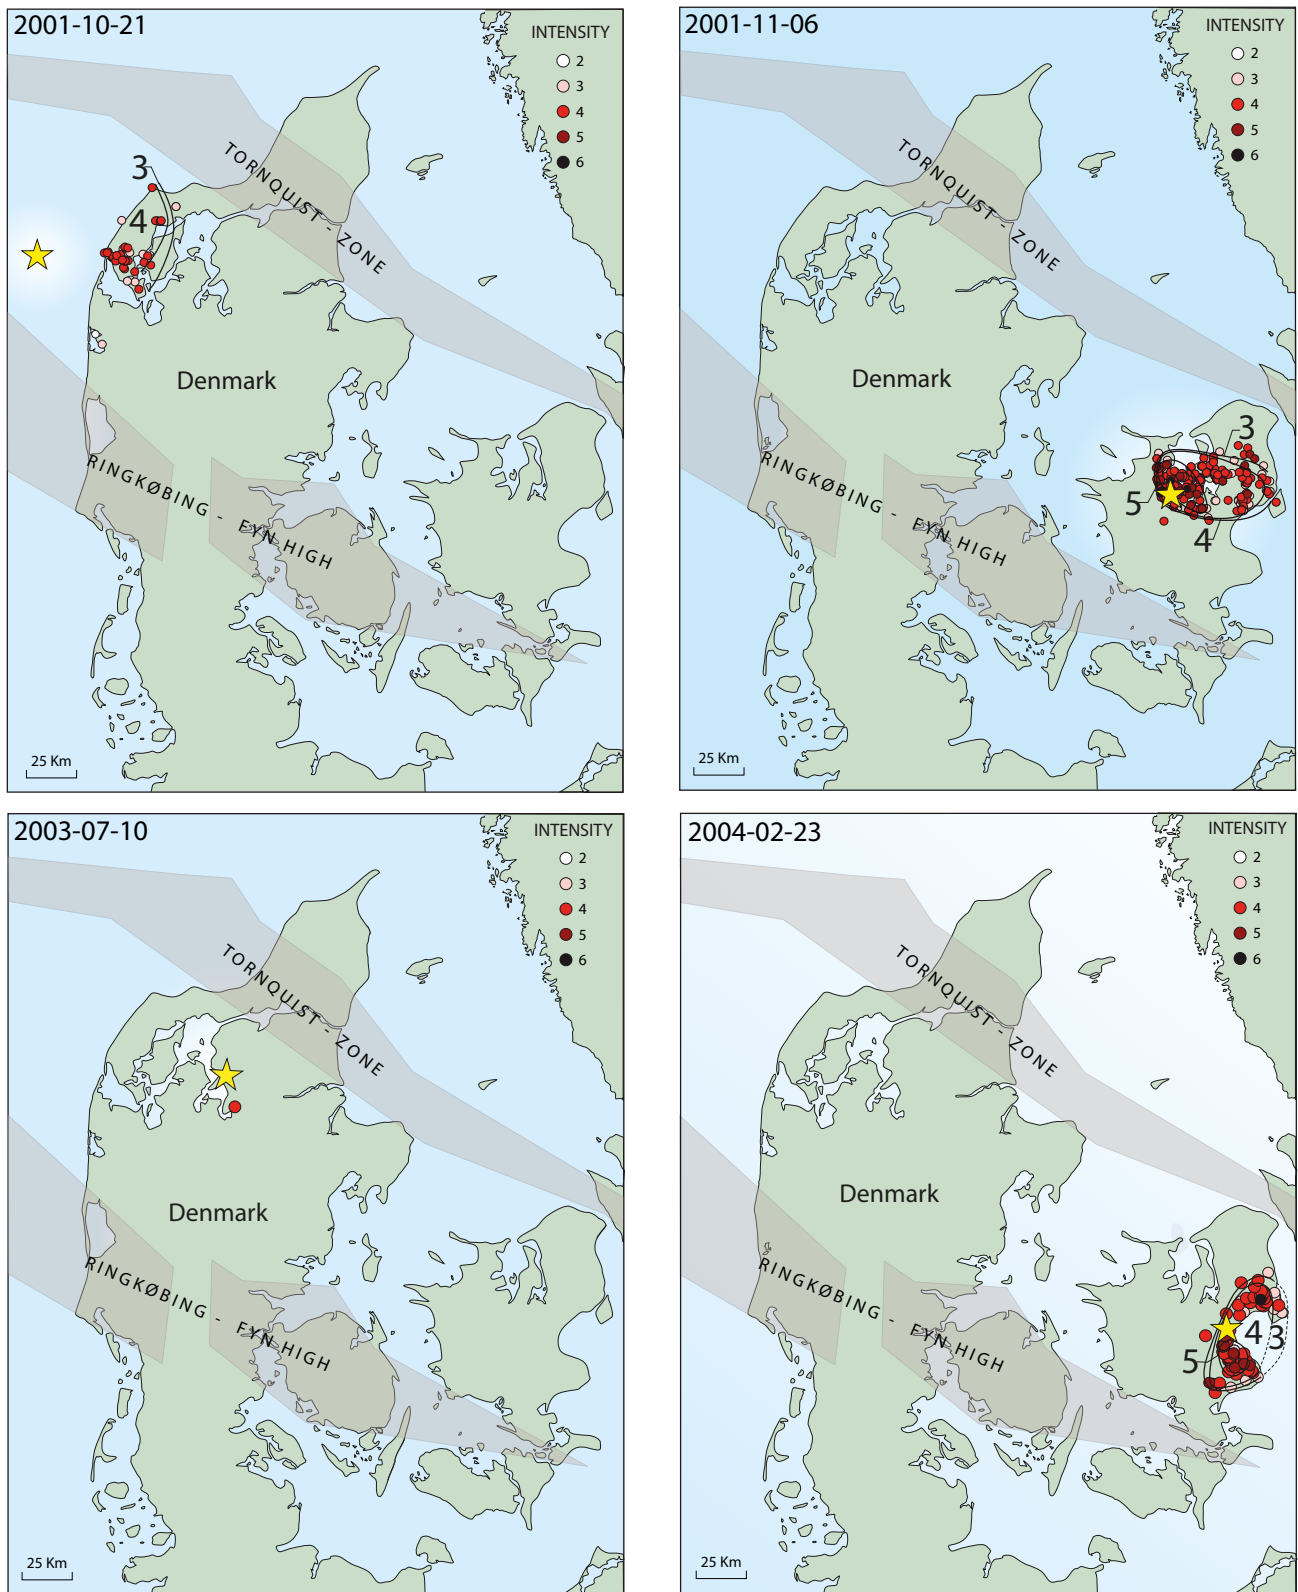 2001-10-21
INTENSITY
2
3
4
5
6
3
4
TORNQUIST - ZONE
Denmark
RINGKØBING - FYN HIGH
25 Km
2001-11-06
INTENSITY
2
3
4
5
6
TORNQUIST - ZONE
Denmark
3
5
4
RINGKØBING - FYN HIGH
25 Km
2003-07-10
INTENSITY
2
3
4
5
6
TORNQUIST - ZONE
Denmark
RINGKØBING - FYN HIGH
25 Km
2004-02-23
INTENSITY
2
3
4
5
6
TORNQUIST - ZONE
Denmark
4
3
5
RINGKØBING - FYN HIGH
25 Km